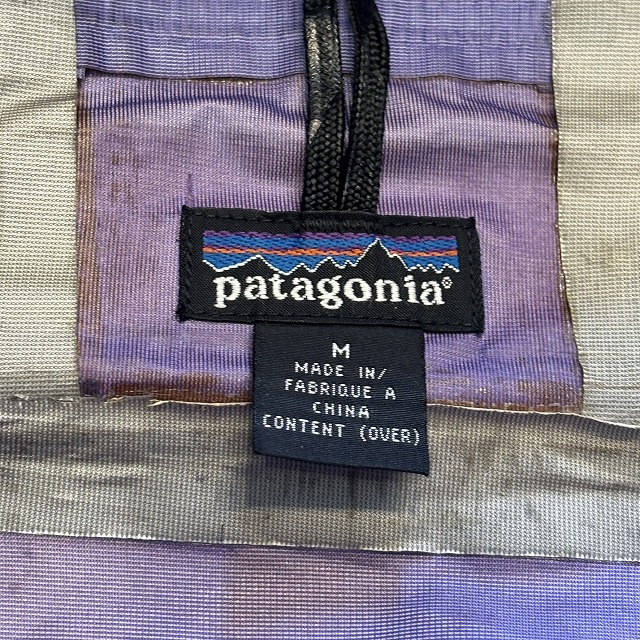 patagonia®
M
MADE IN/
FABRIQUE A
CHINA
CONTENT (OVER)